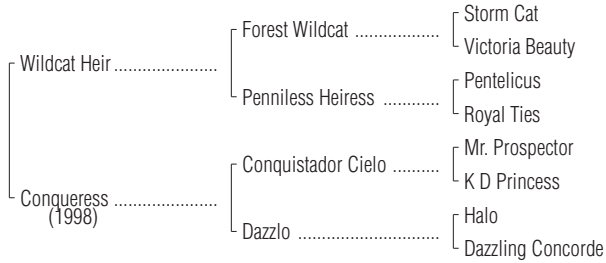 Storm Cat
Forest Wildcat ..................
Victoria Beauty
Wildcat Heir ......................
Pentelicus
Penniless Heiress ............
Royal Ties
Mr. Prospector
Conquistador Cielo ..........
K D Princess
Conqueress ......................
(1998)
Halo
Dazzlo ..............................
Dazzling Concorde